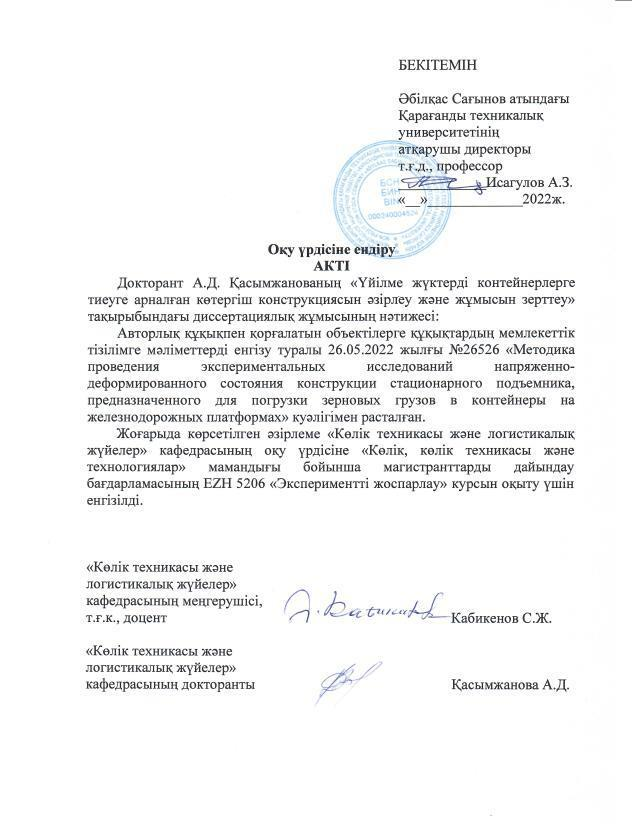 БЕКІТЕМІН
Әбілқас Сағынов атындағы
Қарағанды техникалық
университетінің
атқарушы директоры
т.ғ.д., профессор
Исагулов А.З.
«__»______________2022ж.
БСН
БИН
BIN
000240004524
Оқу үрдісіне ендіру
АКТІ
Докторант А.Д. Қасымжанованың «Үйілме жүктерді контейнерлерге
тиеуге арналған көтергіш конструкциясын әзірлеу және жұмысын зерттеу»
тақырыбындағы диссертациялық жұмысының нәтижесі:
Авторлық құқықпен қорғалатын объектілерге құқықтардың мемлекеттік
тізілімге мәліметтерді енгізу туралы 26.05.2022 жылғы №26526 «Методика
проведения экспериментальных исследований напряженно-
деформированного состояния конструкции стационарного подъемника,
предназначенного для погрузки зерновых грузов в контейнеры на
железнодорожных платформах» куәлігімен расталған.
Жоғарыда көрсетілген әзірлеме «Көлік техникасы және логистикалық
жүйелер» кафедрасының оқу үрдісіне «Көлік, көлік техникасы және
технологиялар» мамандығы бойынша магистранттарды дайындау
бағдарламасының EZH 5206 «Экспериментті жоспарлау» курсын оқыту үшін
енгізілді.
«Көлік техникасы және
логистикалық жүйелер»
кафедрасының меңгерушісі,
т.ғ.к., доцент
Кабикенов С.Ж.
«Көлік техникасы және
логистикалық жүйелер»
кафедрасының докторанты
Қасымжанова А.Д.